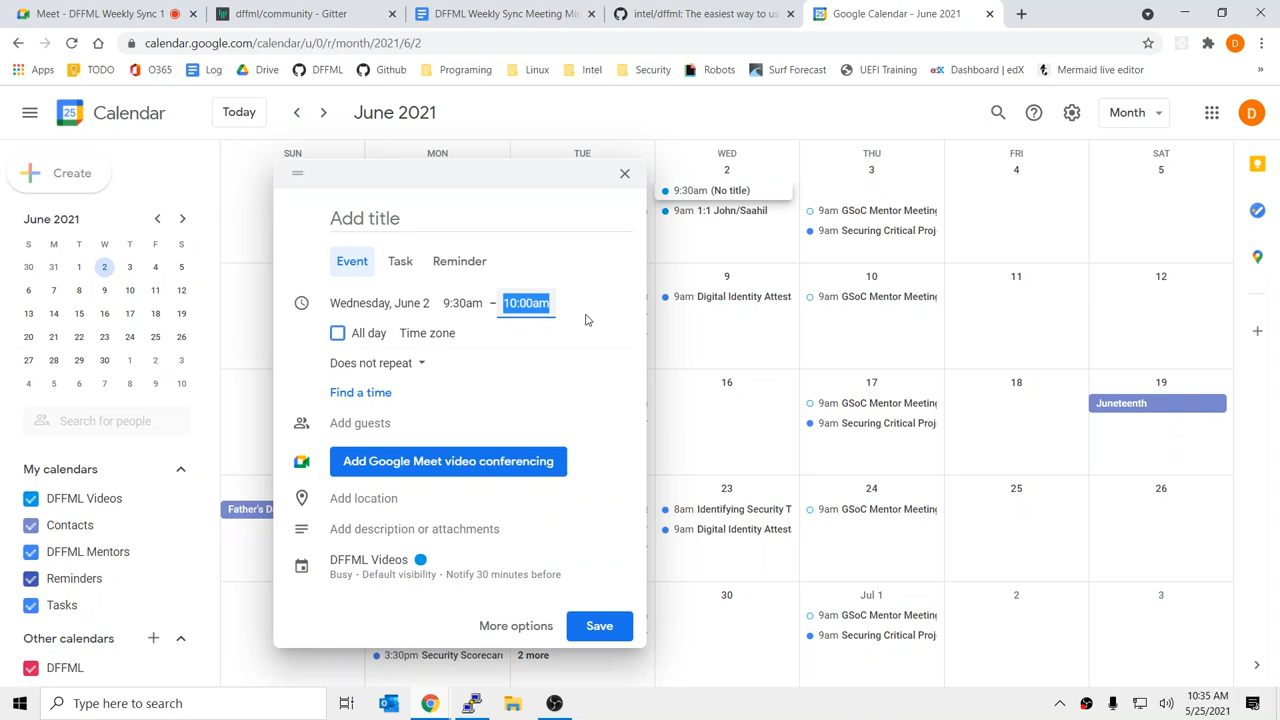 Meet - DFFML Weekly Sync 1
dffml/community - Gitter
DFFML Weekly Sync Meeting Mi
intel/dffml: The easiest way to us
Google Calendar - June 2021
calendar.google.com/calendar/u/0/r/month/2021/6/2
Apps
TODO
O365
Log
Drive
DFFML
Github
Programing
Linux
Intel
Security
Robots
Surf Forecast
UEFI Training
Dashboard | edX
Mermaid live editor
»
25
Calendar
Today
June 2021
Month
D
Create
June 2021
S M T W T F S
30 31 1 2 3 4 5
6 7 8 9 10 11 12
13 14 15 16 17 18 19
20 21 22 23 24 25 26
27 28 29 30 1 2 3
4 5 6 7 8 9 10
Search for people
My calendars
DFFML Videos
Contacts
DFFML Mentors
Reminders
Tasks
Other calendars
DFFML
Add title
Event Task Reminder
Wednesday, June 2 9:30am – 10:00am
All day Time zone
Does not repeat
Find a time
Add guests
Add Google Meet video conferencing
Add location
Add description or attachments
DFFML Videos
Busy · Default visibility · Notify 30 minutes before
More options Save
SUN MON TUE WED THU FRI SAT
2 3 4 5
9:30am (No title)
9am 1:1 John/Saahil
9am GSoC Mentor Meeting
9am Securing Critical Proj
9 10 11 12
9am Digital Identity Attest
9am GSoC Mentor Meeting
16 17 18 19
9am GSoC Mentor Meeting
9am Securing Critical Proj
Juneteenth
Father's D
23 24 25 26
8am Identifying Security T
9am Digital Identity Attest
9am GSoC Mentor Meeting
30 Jul 1 2 3
9am GSoC Mentor Meeting
9am Securing Critical Proj
3:30pm Security Scorecar
2 more
Type here to search
10:35 AM
5/25/2021